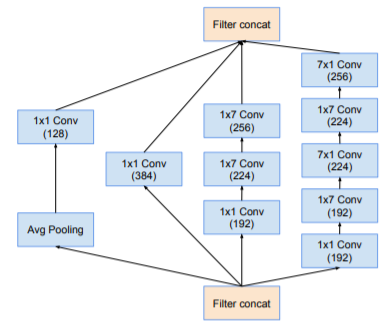 Filter concat
7x1 Conv
(256)
1x1 Conv
(128)
1x7 Conv
(256)
1x7 Conv
(224)
1x1 Conv
(384)
1x7 Conv
(224)
7x1 Conv
(224)
1x1 Conv
(192)
1x7 Conv
(192)
Avg Pooling
1x1 Conv
(192)
Filter concat